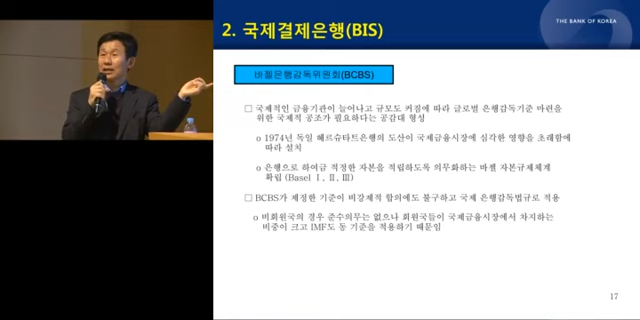 2. 국제결제은행(BIS)
THE BANK OF KOREA
바젤은행감독위원회(BCBS)
□ 국제적인 금융기관이 늘어나고 규모도 커짐에 따라 글로벌 은행감독기준 마련을
위한 국제적 공조가 필요하다는 공감대 형성
o 1974년 독일 헤르슈타트은행의 도산이 국제금융시장에 심각한 영향을 초래함에
따라 설치
o 은행으로 하여금 적정한 자본을 적립하도록 의무화하는 바젤 자본규제체계
확립 (Basel Ⅰ, Ⅱ, Ⅲ)
□ BCBS가 제정한 기준이 비강제적 합의에도 불구하고 국제 은행감독법규로 적용
o 비회원국의 경우 준수의무는 없으나 회원국들이 국제금융시장에서 차지하는
비중이 크고 IMF도 동 기준을 적용하기 때문임
17